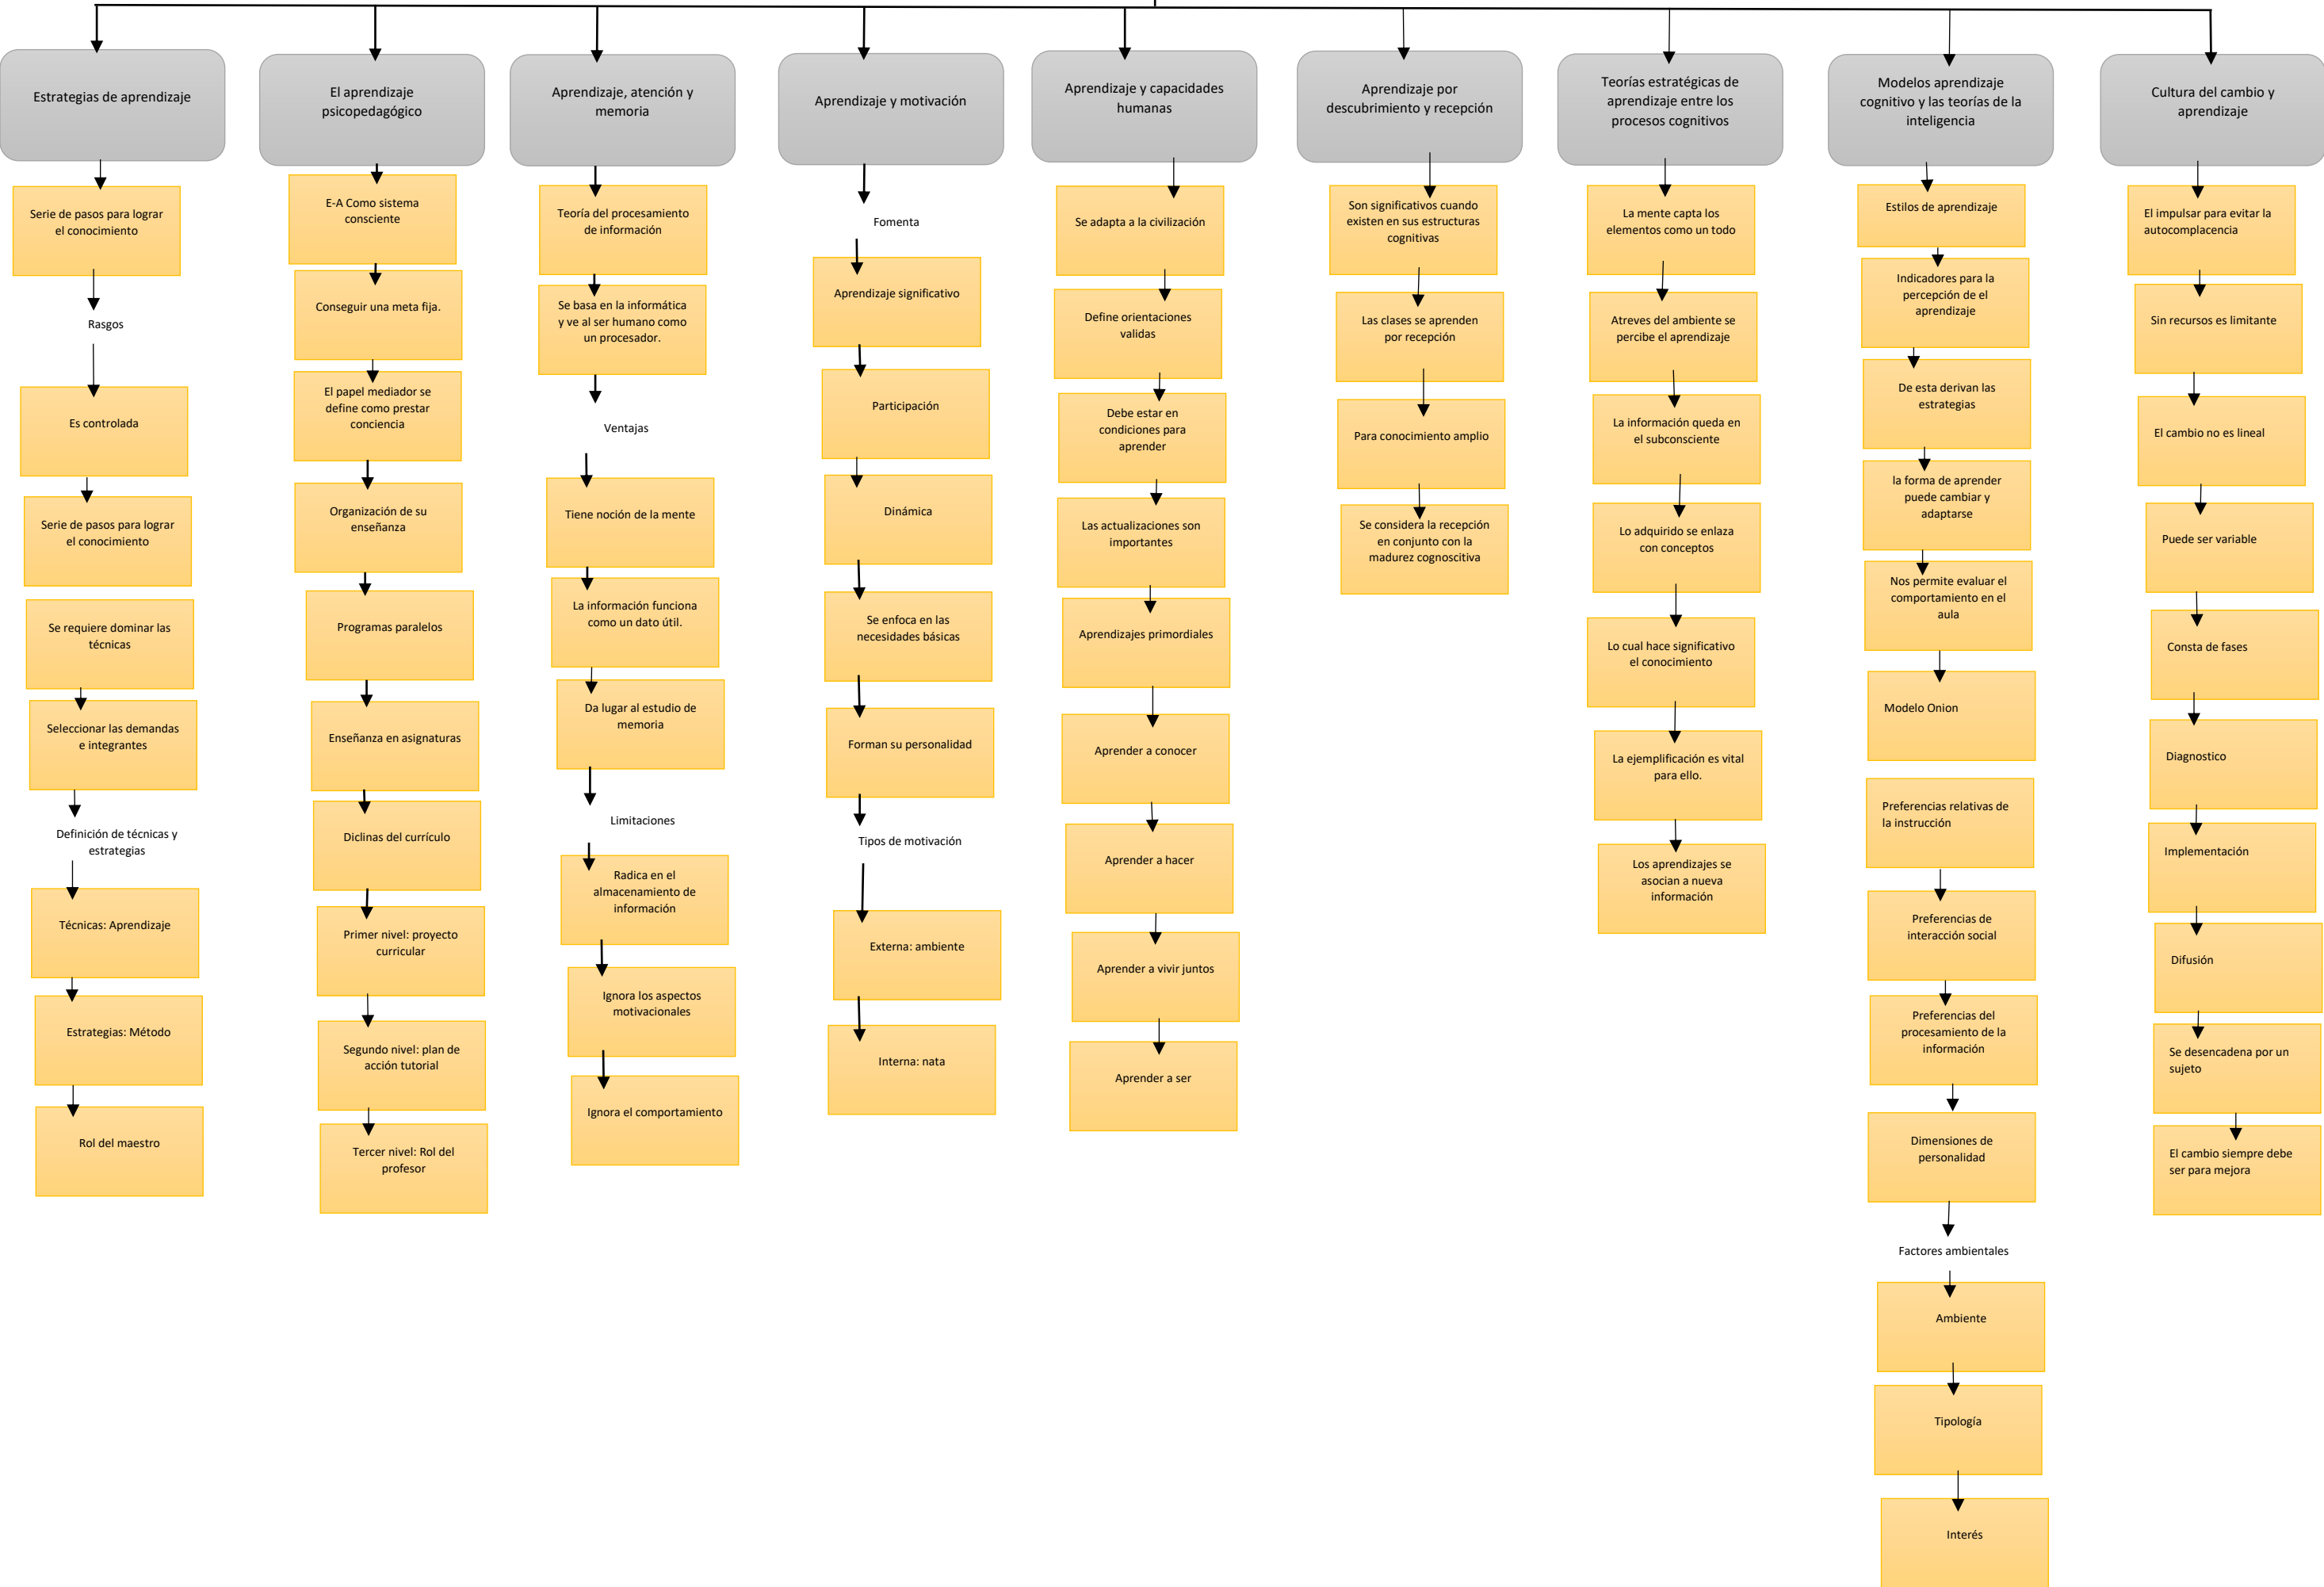 Estrategias de aprendizaje
Serie de pasos para lograr
el conocimiento
Rasgos
Es controlada
Serie de pasos para lograr
el conocimiento
Se requiere dominar las
técnicas
Seleccionar las demandas
e integrantes
Definición de técnicas y
estrategias
Técnicas: Aprendizaje
Estrategias: Método
Rol del maestro
El aprendizaje
psicopedagógico
E-A Como sistema
consciente
Conseguir una meta fija.
El papel mediador se
define como prestar
conciencia
Organización de su
enseñanza
Programas paralelos
Enseñanza en asignaturas
Diclinas del currículo
Primer nivel: proyecto
curricular
Segundo nivel: plan de
acción tutorial
Tercer nivel: Rol del
profesor
Aprendizaje, atención y
memoria
Teoría del procesamiento
de información
Se basa en la informática
y ve al ser humano como
un procesador.
Ventajas
Tiene noción de la mente
La información funciona
como un dato útil.
Da lugar al estudio de
memoria
Limitaciones
Radica en el
almacenamiento de
información
Ignora los aspectos
motivacionales
Ignora el comportamiento
Aprendizaje y motivación
Fomenta
Aprendizaje significativo
Participación
Dinámica
Se enfoca en las
necesidades básicas
Forman su personalidad
Tipos de motivación
Externa: ambiente
Interna: nata
Aprendizaje y capacidades
humanas
Se adapta a la civilización
Define orientaciones
validas
Debe estar en
condiciones para
aprender
Las actualizaciones son
importantes
Aprendizajes primordiales
Aprender a conocer
Aprender a hacer
Aprender a vivir juntos
Aprender a ser
Aprendizaje por
descubrimiento y recepción
Son significativos cuando
existen en sus estructuras
cognitivas
Las clases se aprenden
por recepción
Para conocimiento amplio
Se considera la recepción
en conjunto con la
madurez cognoscitiva
Teorías estratégicas de
aprendizaje entre los
procesos cognitivos
La mente capta los
elementos como un todo
Atreves del ambiente se
percibe el aprendizaje
La información queda en
el subconsciente
Lo adquirido se enlaza
con conceptos
Lo cual hace significativo
el conocimiento
La ejemplificación es vital
para ello.
Los aprendizajes se
asocian a nueva
información
Modelos aprendizaje
cognitivo y las teorías de la
inteligencia
Estilos de aprendizaje
Indicadores para la
percepción de el
aprendizaje
De esta derivan las
estrategias
la forma de aprender
puede cambiar y
adaptarse
Nos permite evaluar el
comportamiento en el
aula
Modelo Onion
Preferencias relativas de
la instrucción
Preferencias de
interacción social
Preferencias del
procesamiento de la
información
Dimensiones de
personalidad
Factores ambientales
Ambiente
Tipología
Interés
Cultura del cambio y
aprendizaje
El impulsar para evitar la
autocomplacencia
Sin recursos es limitante
El cambio no es lineal
Puede ser variable
Consta de fases
Diagnostico
Implementación
Difusión
Se desencadena por un
sujeto
El cambio siempre debe
ser para mejora